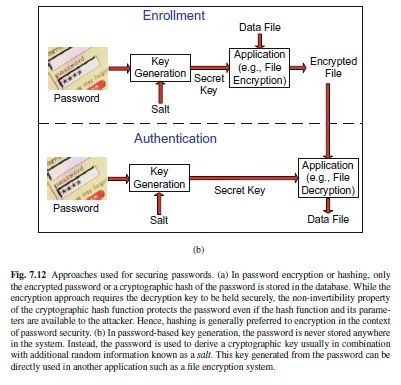 Enrollment
Data File
password
****
may log
Password
Key
Generation
Salt
Secret
Key
Application
(e.g., File
Encryption)
Encrypted
File
Authentication
password
****
may log
Password
Key
Generation
Salt
Secret Key
Application
(e.g., File
Decryption)
Data File
(b)
Fig. 7.12 Approaches used for securing passwords. (a) In password encryption or hashing, only
the encrypted password or a cryptographic hash of the password is stored in the database. While the
encryption approach requires the decryption key to be held securely, the non-invertibility property
of the cryptographic hash function protects the password even if the hash function and its parame-
ters are available to the attacker. Hence, hashing is generally preferred to encryption in the context
of password security. (b) In password-based key generation, the password is never stored anywhere
in the system. Instead, the password is used to derive a cryptographic key usually in combination
with additional random information known as a salt. This key generated from the password can be
directly used in another application such as a file encryption system.